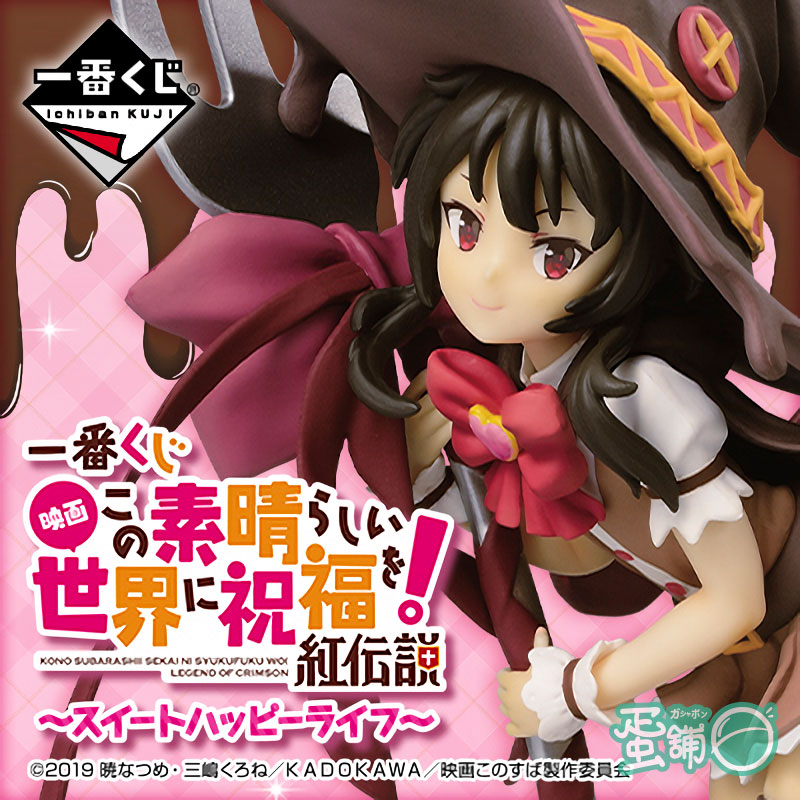 一番くじ®
Ichiban KUJI
一番くじ
映画
この素晴らしい
世界に祝福を!
KONO SUBARASHII SEKAI NI SYUKUFUKU WO
LEGEND OF CRIMSON
紅伝説
～スイートハッピーライフ～
ガシャポン
蛋舗
©2019 暁なつめ・三嶋くろね／KADOKAWA／映画このすば製作委員会